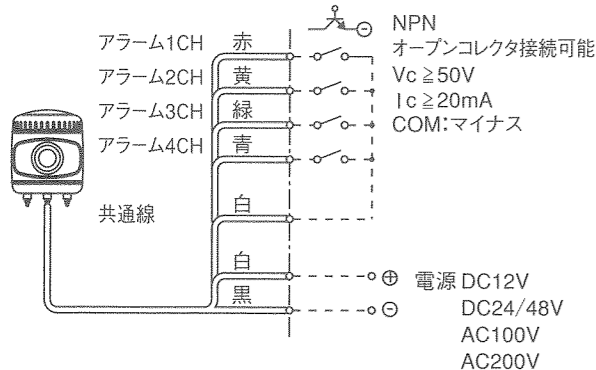 アラーム1CH 赤
アラーム2CH 黄
アラーム3CH 緑
アラーム4CH 青
共通線 白
白
黒
NPN
オープンコレクタ接続可能
Vc≧50V
Ic≧20mA
COM:マイナス
⊕ 電源 DC12V
⊖ DC24/48V
AC100V
AC200V